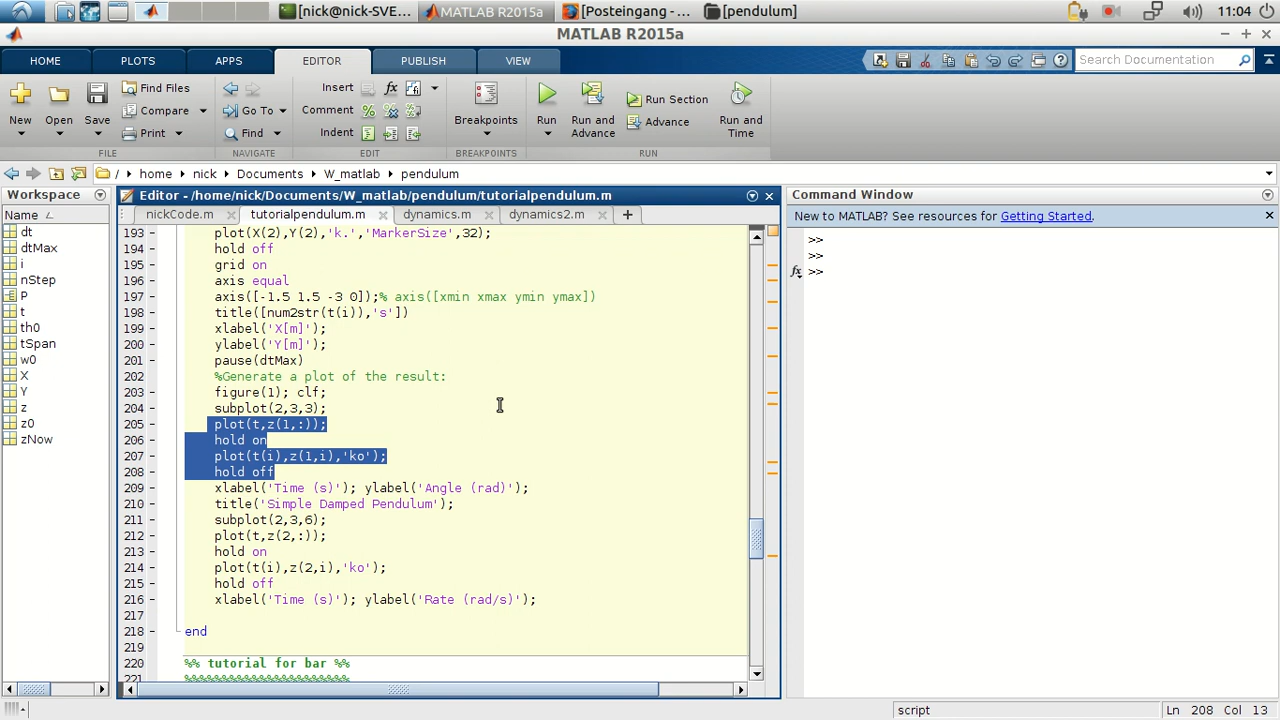 [nick@nick-SVE... MATLAB R2015a [Posteingang - ... [pendulum] 11:04
MATLAB R2015a
HOME PLOTS APPS EDITOR PUBLISH VIEW Search Documentation
New Open Save Find Files Compare Print Go To Find Insert Comment Indent fx Breakpoints Run Run and Advance Run Section Advance Run and Time
FILE NAVIGATE EDIT BREAKPOINTS RUN
/ home nick Documents W_matlab pendulum
Workspace
Name
dt
dtMax
i
nStep
P
t
th0
tSpan
w0
X
Y
z
z0
zNow
Editor - /home/nick/Documents/W_matlab/pendulum/tutorialpendulum.m
nickCode.m tutorialpendulum.m dynamics.m dynamics2.m
193 - plot(X(2),Y(2),'k.','MarkerSize',32);
194 - hold off
195 - grid on
196 - axis equal
197 - axis([-1.5 1.5 -3 0]);% axis([xmin xmax ymin ymax])
198 - title([num2str(t(i)),'s'])
199 - xlabel('X[m]');
200 - ylabel('Y[m]');
201 - pause(dtMax)
202 %Generate a plot of the result:
203 - figure(1); clf;
204 - subplot(2,3,3);
205 - plot(t,z(1,:));
206 - hold on
207 - plot(t(i),z(1,i),'ko');
208 - hold off
209 - xlabel('Time (s)'); ylabel('Angle (rad)');
210 - title('Simple Damped Pendulum');
211 - subplot(2,3,6);
212 - plot(t,z(2,:));
213 - hold on
214 - plot(t(i),z(2,i),'ko');
215 - hold off
216 - xlabel('Time (s)'); ylabel('Rate (rad/s)');
217
218 - end
219
220 %% tutorial for bar %%
221 %%%%%%%%%%%%%%%%%%%%%%
Command Window
New to MATLAB? See resources for Getting Started.
>>
>>
fx >>
script Ln 208 Col 13